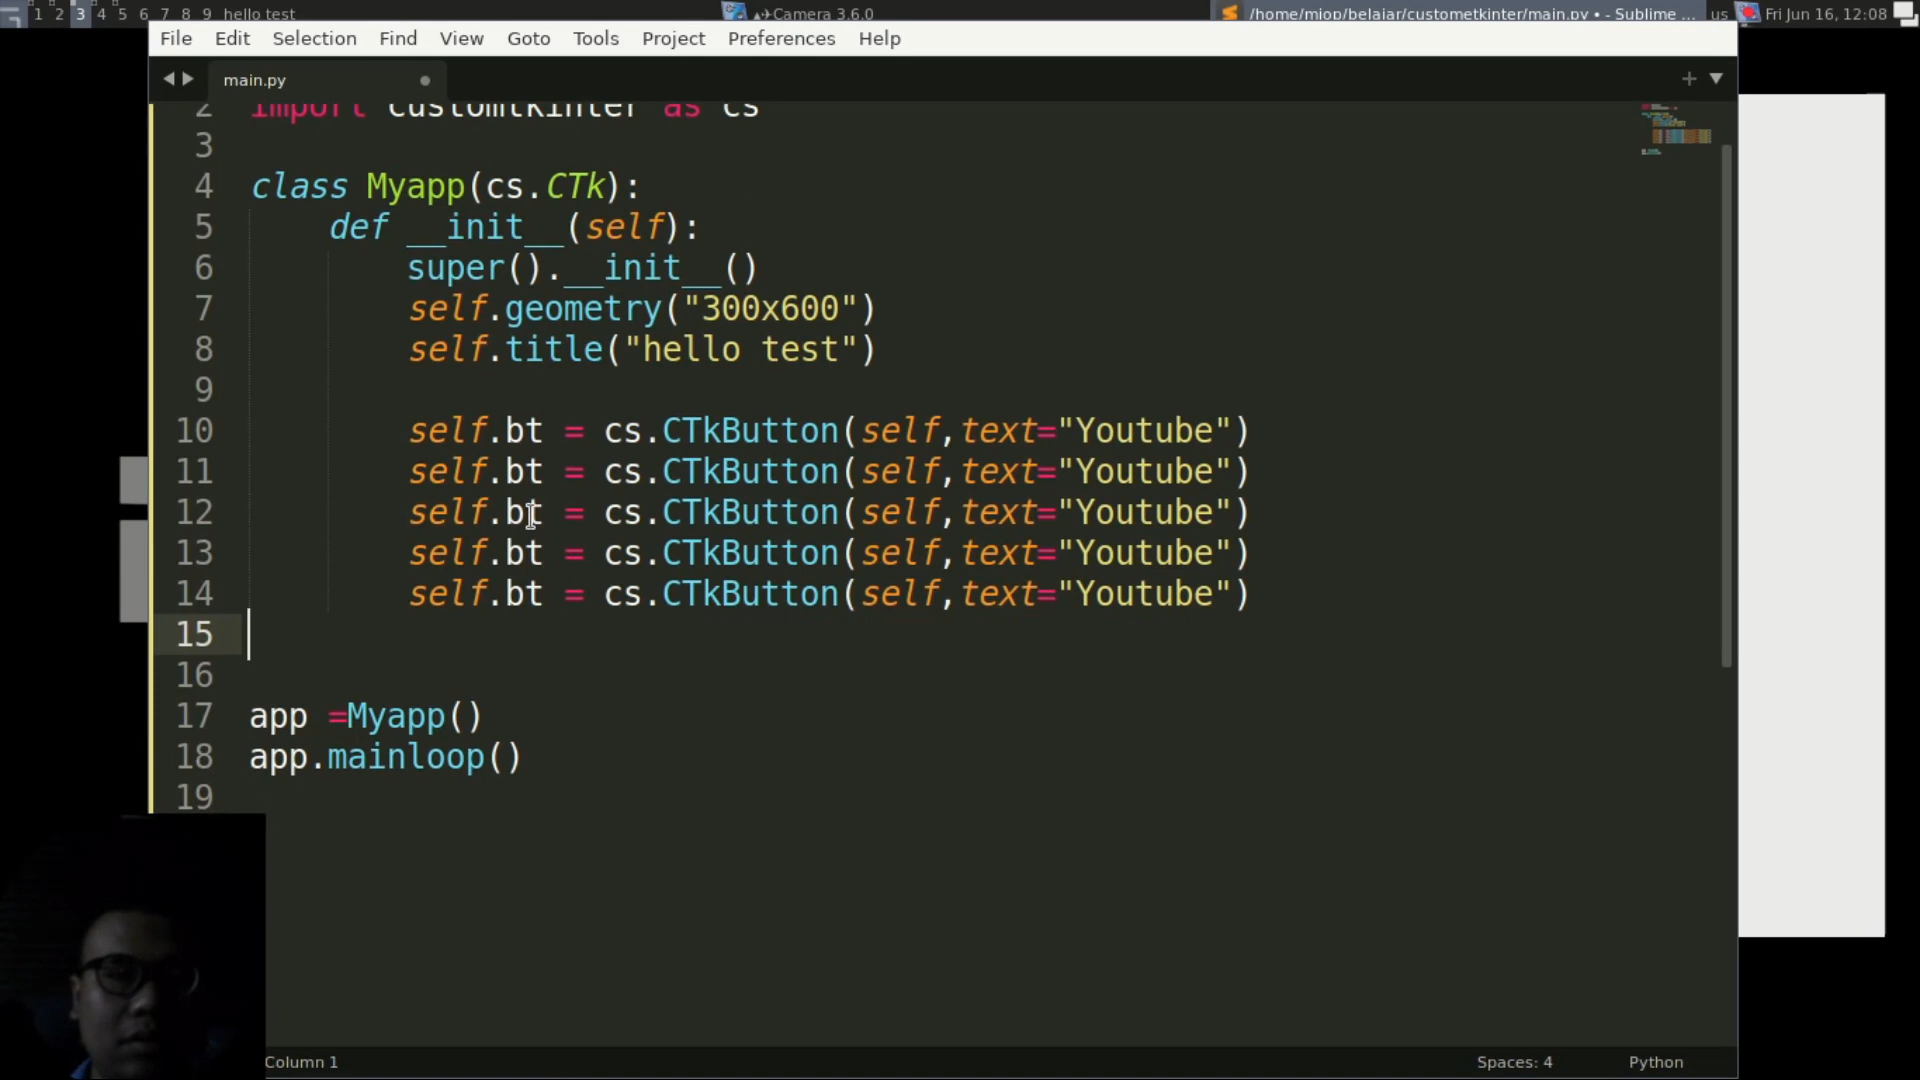 1 2 3 4 5 6 7 8 9 hello test Camera 3.6.0 /home/miop/belajar/custometkinter/main.py • - Sublime ... us Fri Jun 16, 12:08
File Edit Selection Find View Goto Tools Project Preferences Help
main.py
2 import customtkinter as cs
3
4 class Myapp(cs.CTk):
5 def __init__(self):
6 super().__init__()
7 self.geometry("300x600")
8 self.title("hello test")
9
10 self.bt = cs.CTkButton(self,text="Youtube")
11 self.bt = cs.CTkButton(self,text="Youtube")
12 self.bt = cs.CTkButton(self,text="Youtube")
13 self.bt = cs.CTkButton(self,text="Youtube")
14 self.bt = cs.CTkButton(self,text="Youtube")
15
16
17 app =Myapp()
18 app.mainloop()
19
Column 1 Spaces: 4 Python